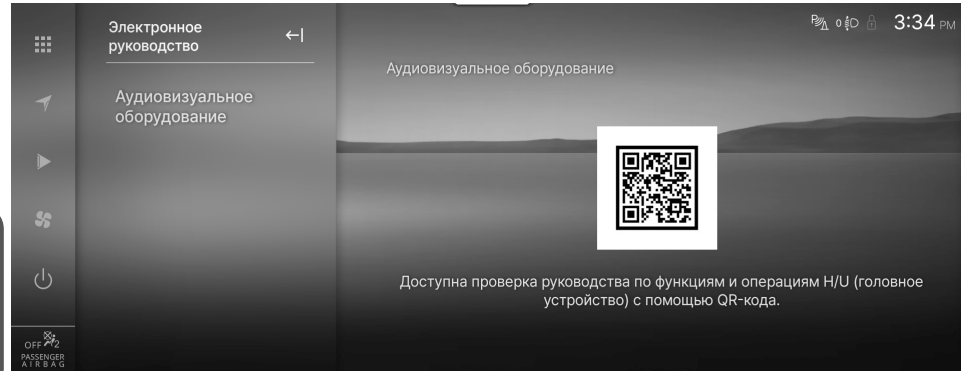 Электронное
руководство
3:34 PM
Аудиовизуальное оборудование
Аудиовизуальное
оборудование
Доступна проверка руководства по функциям и операциям H/U (головное
устройство) с помощью QR-кода.
OFF 2
PASSENGER
AIRBAG